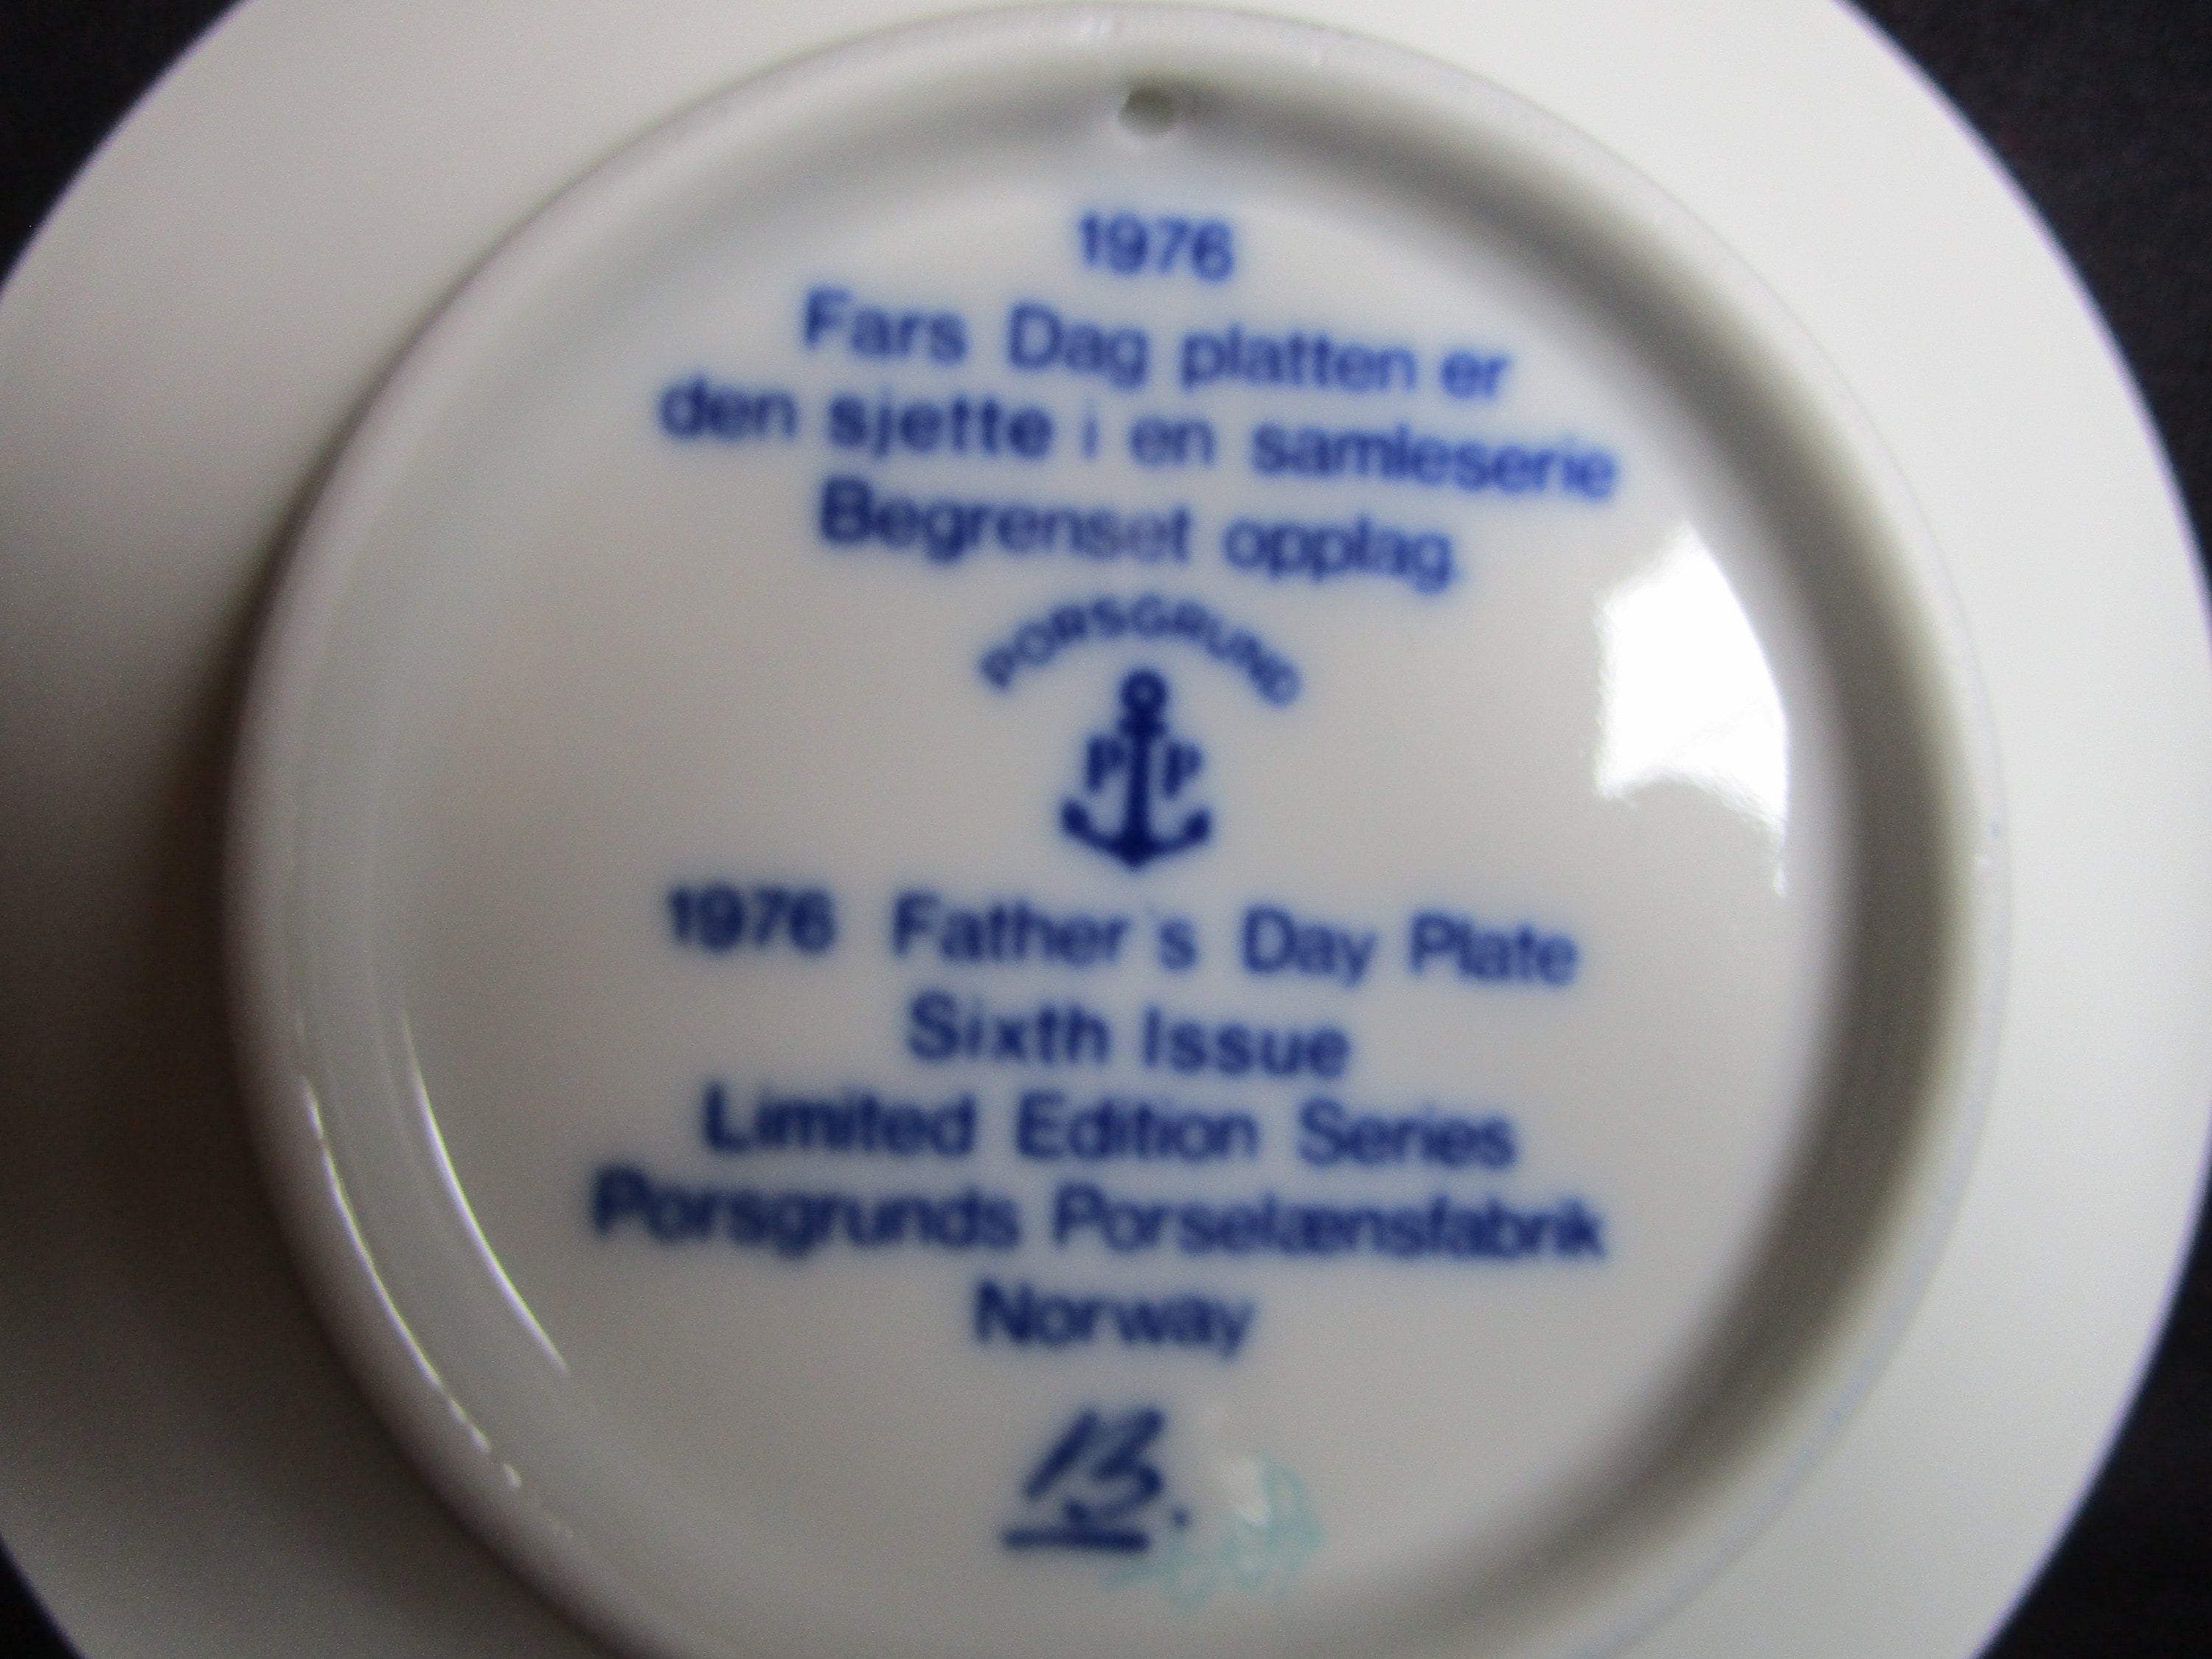 1976
Fars Dag platten er
den sjette i en samleserie
Begrenset opplag.
PORSGRUND
P P
1976 Father's Day Plate
Sixth Issue
Limited Edition Series
Porsgrunds Porselænsfabrik
Norway
13.